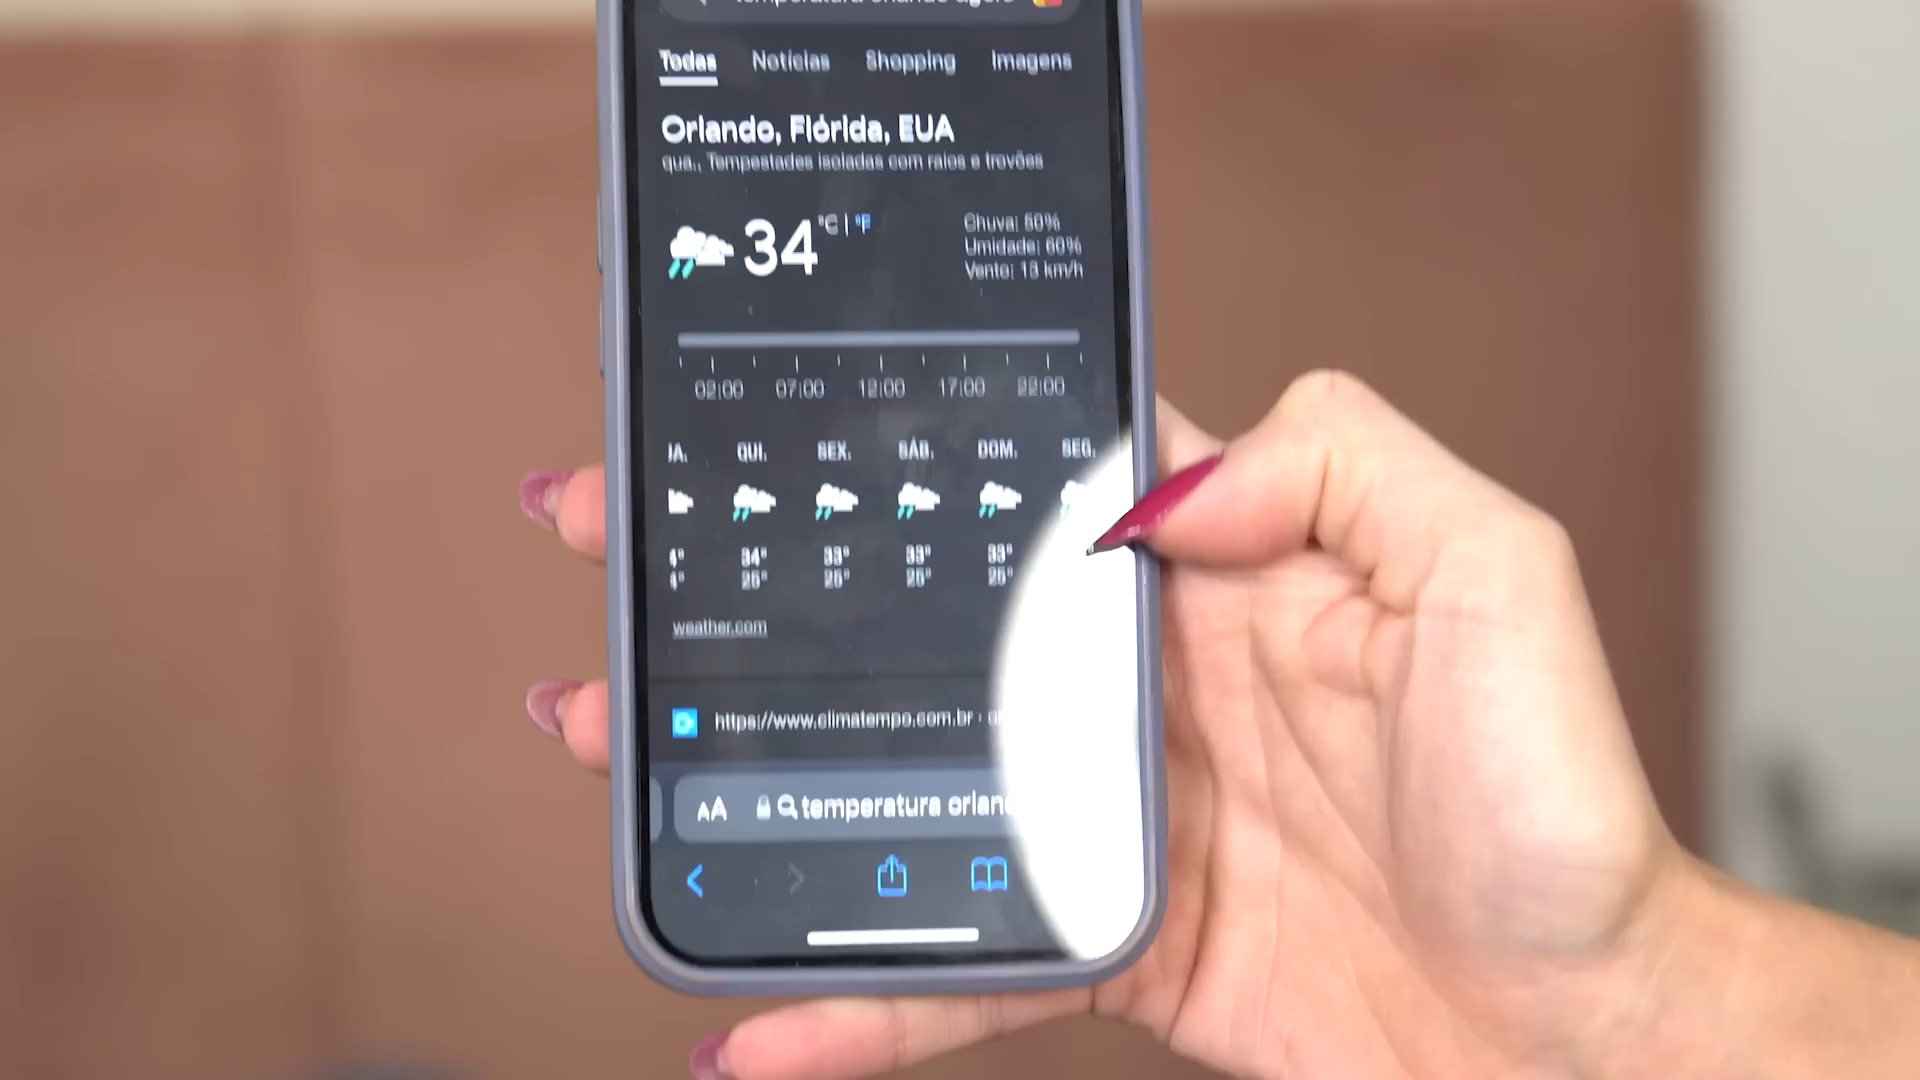 Todas Notícias Shopping Imagens
Orlando, Flórida, EUA
qua., Tempestades isoladas com raios e trovões
34 °C | °F
Chuva: 50%
Umidade: 60%
Vento: 13 km/h
02:00 07:00 12:00 17:00 22:00
QUI. SEX. SÁB. DOM. SEG.
34° 33° 33° 33°
25° 25° 25°
weather.com
https://www.climatempo.com.br
AA temperatura orlan